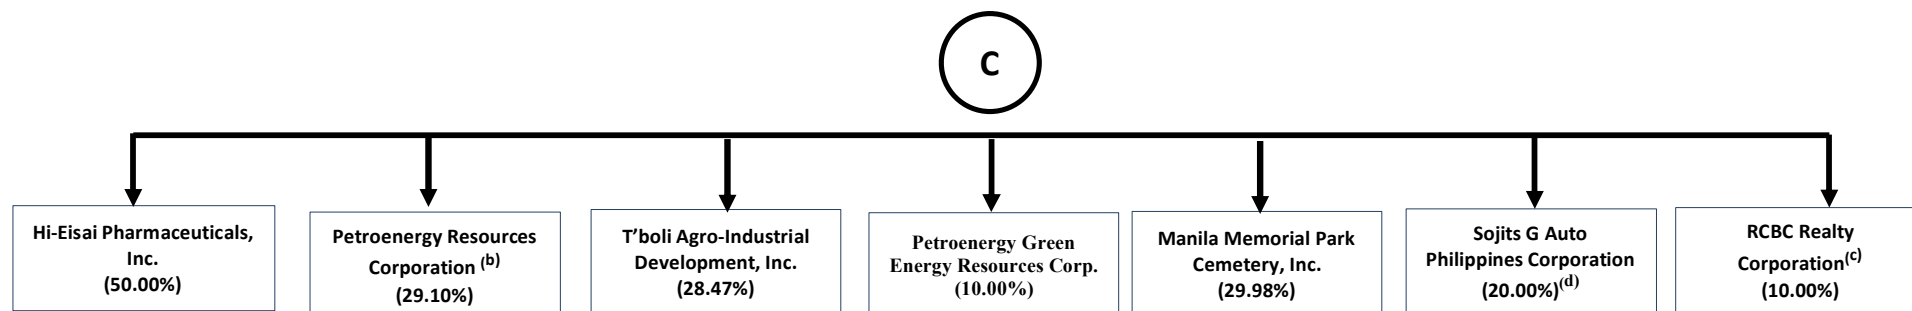 C
Hi-Eisai Pharmaceuticals,
Inc.
(50.00%)
Petroenergy Resources
Corporation (b)
(29.10%)
T’boli Agro-Industrial
Development, Inc.
(28.47%)
Petroenergy Green
Energy Resources Corp.
(10.00%)
Manila Memorial Park
Cemetery, Inc.
(29.98%)
Sojits G Auto
Philippines Corporation
(20.00%)(d)
RCBC Realty
Corporation(c)
(10.00%)